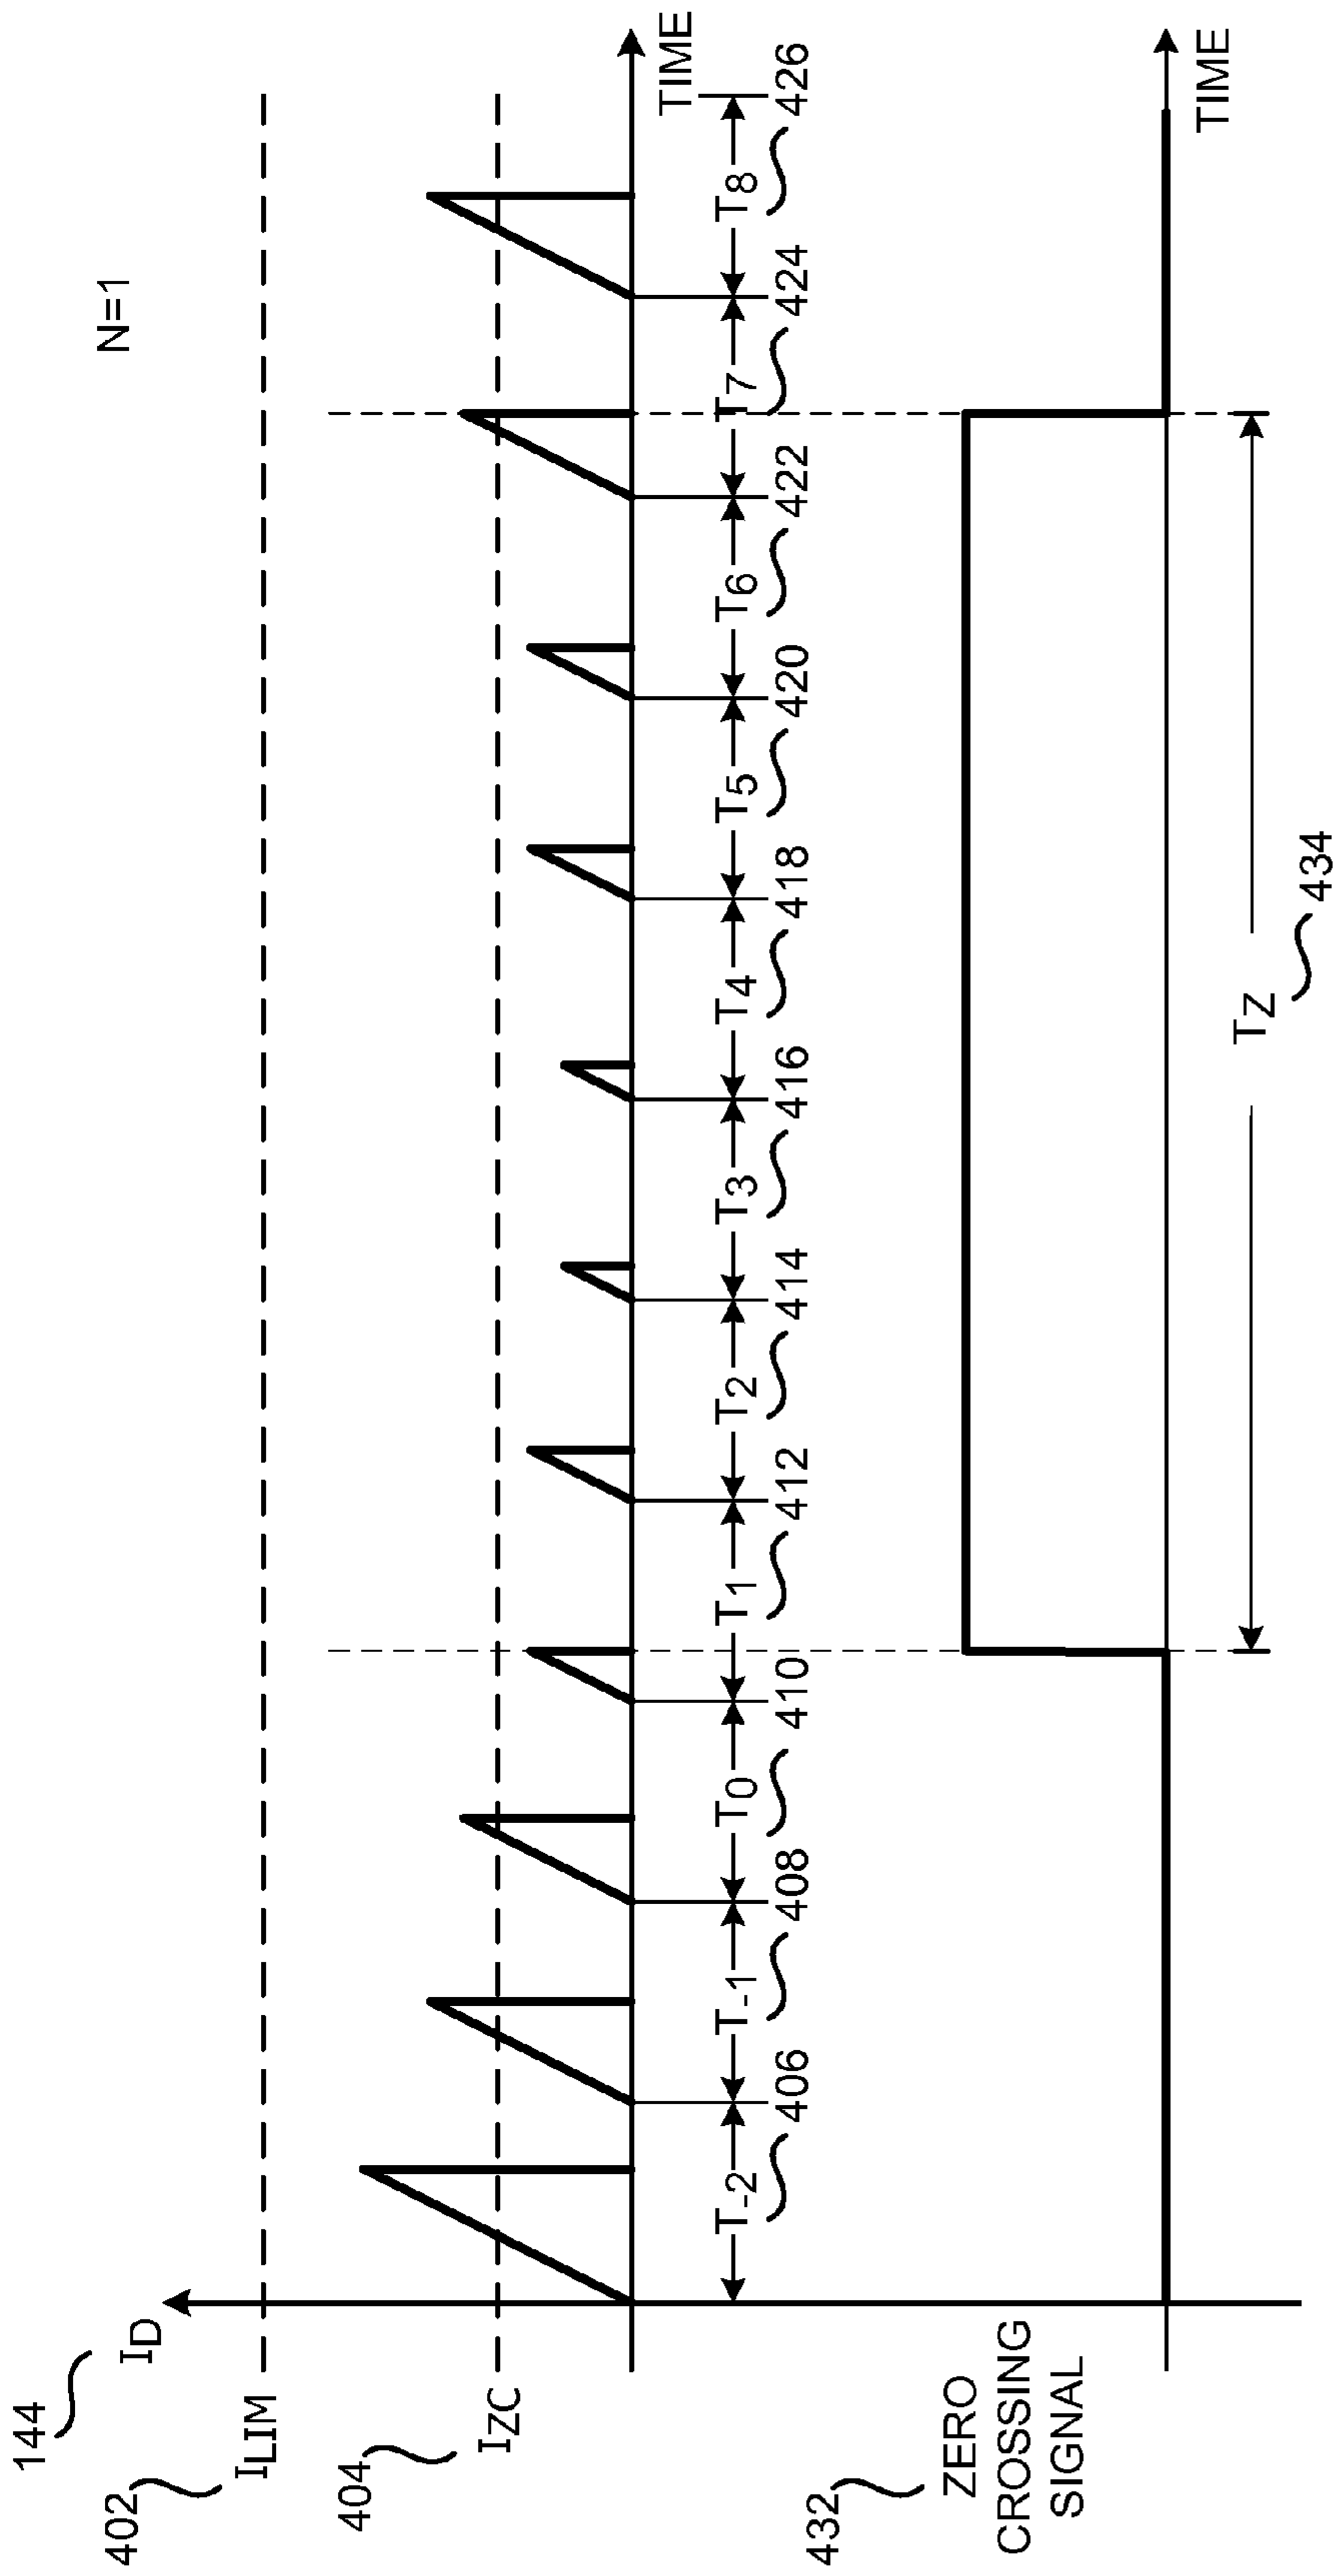 N=1
144
I_D
402
I_LIM
404
I_ZC
TIME
T_-2 T_-1 T_0 T_1 T_2 T_3 T_4 T_5 T_6 T_7 T_8
406 408 410 412 414 416 418 420 422 424 426
432
ZERO
CROSSING
SIGNAL
TIME
T_Z
434